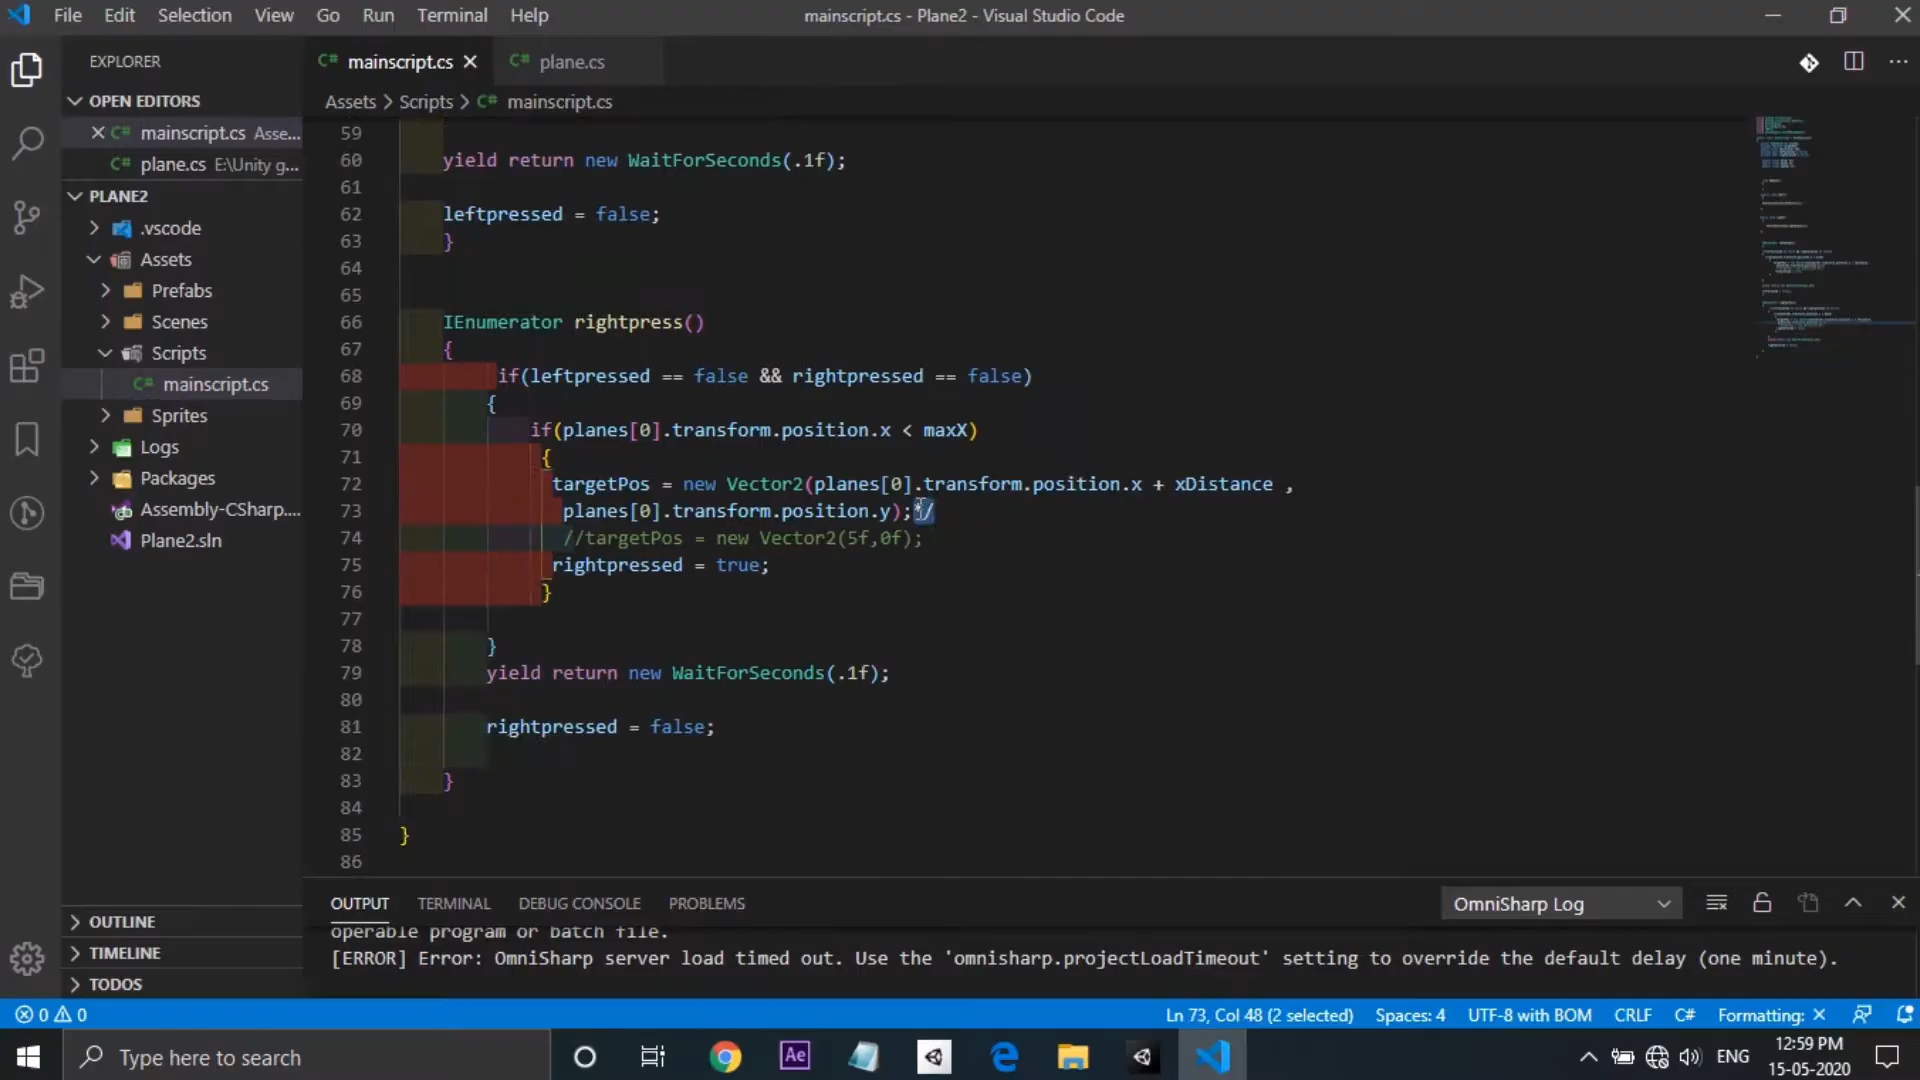 File Edit Selection View Go Run Terminal Help
mainscript.cs - Plane2 - Visual Studio Code
EXPLORER
OPEN EDITORS
mainscript.cs Asse...
plane.cs E:\Unity g...
PLANE2
.vscode
Assets
Prefabs
Scenes
Scripts
C# mainscript.cs
Sprites
Logs
Packages
Assembly-CSharp....
Plane2.sln
OUTLINE
TIMELINE
TODOS
C# mainscript.cs
C# plane.cs
Assets > Scripts > C# mainscript.cs
59
60 yield return new WaitForSeconds(.1f);
61
62 leftpressed = false;
63 }
64
65
66 IEnumerator rightpress()
67 {
68 if(leftpressed == false && rightpressed == false)
69 {
70 if(planes[0].transform.position.x < maxX)
71 {
72 targetPos = new Vector2(planes[0].transform.position.x + xDistance ,
73 planes[0].transform.position.y);*/
74 //targetPos = new Vector2(5f,0f);
75 rightpressed = true;
76 }
77
78 }
79 yield return new WaitForSeconds(.1f);
80
81 rightpressed = false;
82
83 }
84
85 }
86
OUTPUT TERMINAL DEBUG CONSOLE PROBLEMS
OmniSharp Log
operable program or batch file.
[ERROR] Error: OmniSharp server load timed out. Use the 'omnisharp.projectLoadTimeout' setting to override the default delay (one minute).
0 0
Ln 73, Col 48 (2 selected) Spaces: 4 UTF-8 with BOM CRLF C# Formatting: ×
Type here to search
Ae
ENG
12:59 PM
15-05-2020